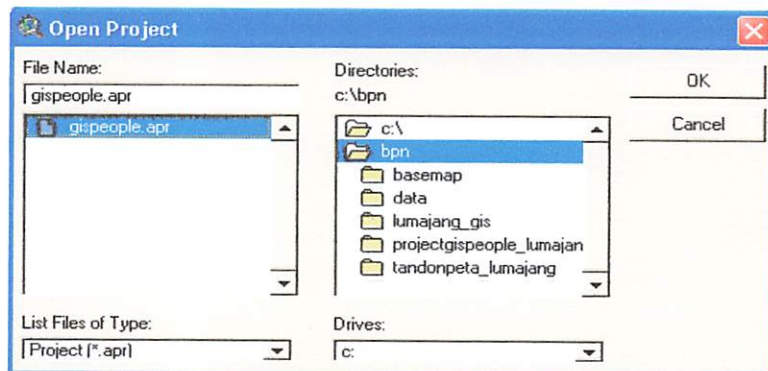 Open Project
File Name:
gispeople.apr
gispeople.apr
List Files of Type:
Project (*.apr)
Directories:
c:\bpn
c:\
bpn
basemap
data
lumajang_gis
projectgispeople_lumajan
tandonpeta_lumajang
Drives:
c:
OK
Cancel